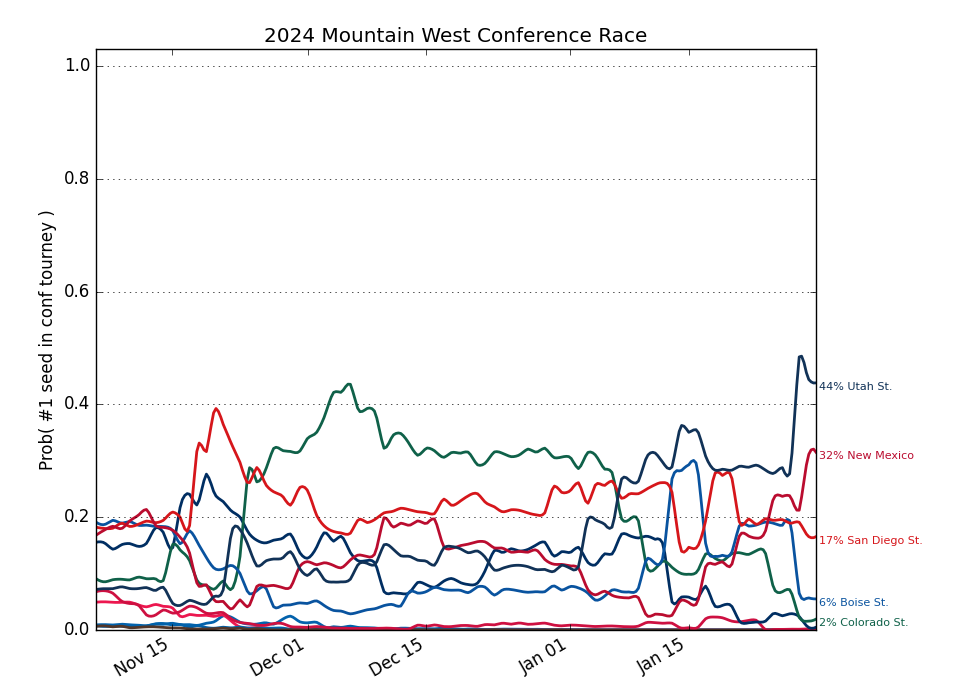 2024 Mountain West Conference Race
Prob( #1 seed in conf tourney )
1.0
0.8
0.6
0.4
0.2
0.0
44% Utah St.
32% New Mexico
17% San Diego St.
6% Boise St.
2% Colorado St.
Nov 15
Dec 01
Dec 15
Jan 01
Jan 15